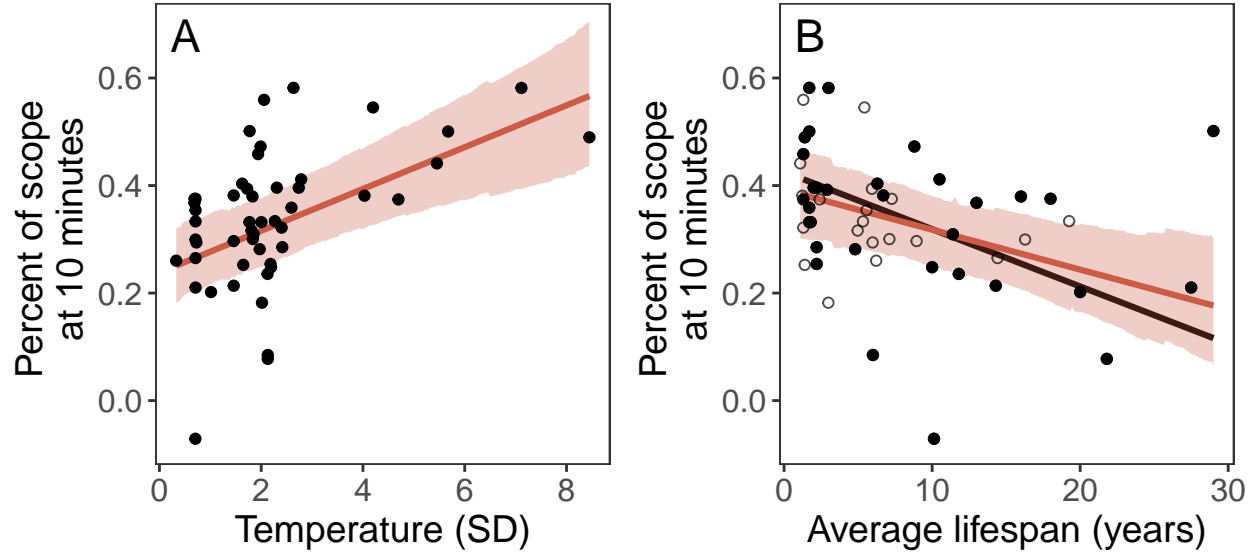 A
Percent of scope
at 10 minutes
0.6
0.4
0.2
0.0
0 2 4 6 8
Temperature (SD)
B
Percent of scope
at 10 minutes
0.6
0.4
0.2
0.0
0 10 20 30
Average lifespan (years)